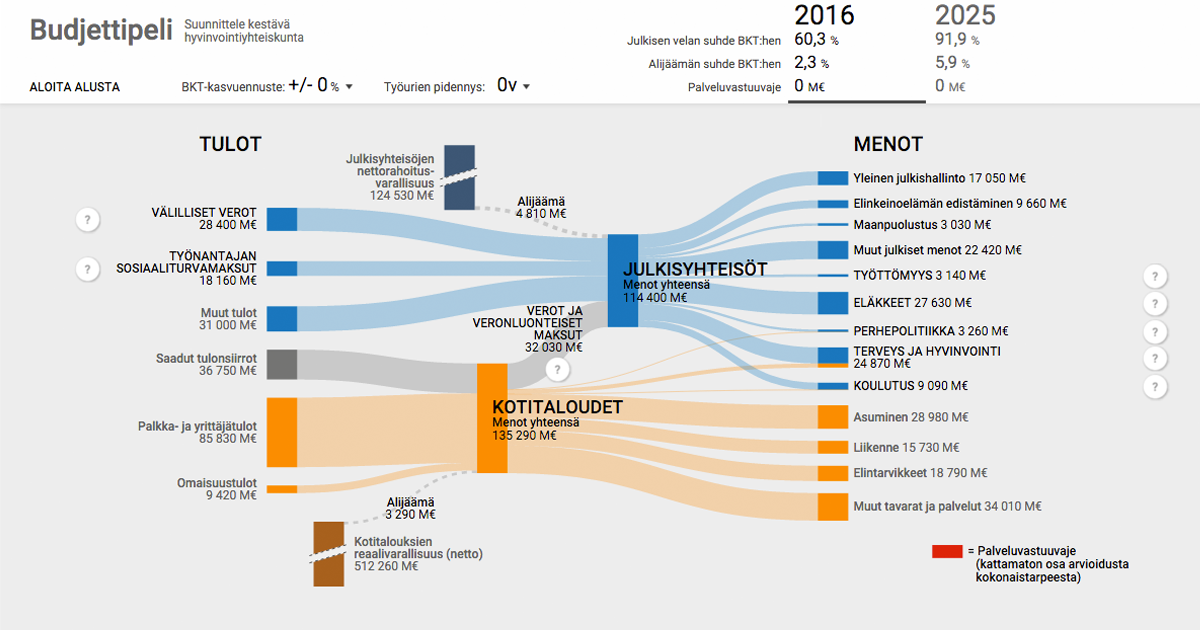 Budjettipeli
Suunnittele kestävä
hyvinvointiyhteiskunta
2016
2025
Julkisen velan suhde BKT:hen 60,3 % 91,9 %
Alijäämän suhde BKT:hen 2,3 % 5,9 %
Palveluvastuuvaje 0 M€ 0 M€
ALOITA ALUSTA
BKT-kasvuennuste: +/- 0 %
Työurien pidennys: 0v
TULOT
MENOT
Julkisyhteisöjen
nettorahoitus-
varallisuus
124 530 M€
Alijäämä
4 810 M€
?
VÄLILLISET VEROT
28 400 M€
?
TYÖNANTAJAN
SOSIAALITURVAMAKSUT
18 160 M€
Muut tulot
31 000 M€
Saadut tulonsiirrot
36 750 M€
Palkka- ja yrittäjätulot
85 830 M€
Omaisuustulot
9 420 M€
JULKISYHTEISÖT
Menot yhteensä
114 400 M€
VEROT JA
VERONLUONTEISET
MAKSUT
32 030 M€
?
KOTITALOUDET
Menot yhteensä
135 290 M€
Alijäämä
3 290 M€
Kotitalouksien
reaalivarallisuus (netto)
512 260 M€
Yleinen julkishallinto 17 050 M€
Elinkeinoelämän edistäminen 9 660 M€
Maanpuolustus 3 030 M€
Muut julkiset menot 22 420 M€
TYÖTTÖMYYS 3 140 M€
?
ELÄKKEET 27 630 M€
?
PERHEPOLITIIKKA 3 260 M€
?
TERVEYS JA HYVINVOINTI
24 870 M€
?
KOULUTUS 9 090 M€
?
Asuminen 28 980 M€
Liikenne 15 730 M€
Elintarvikkeet 18 790 M€
Muut tavarat ja palvelut 34 010 M€
= Palveluvastuuvaje
(kattamaton osa arvioidusta
kokonaistarpeesta)